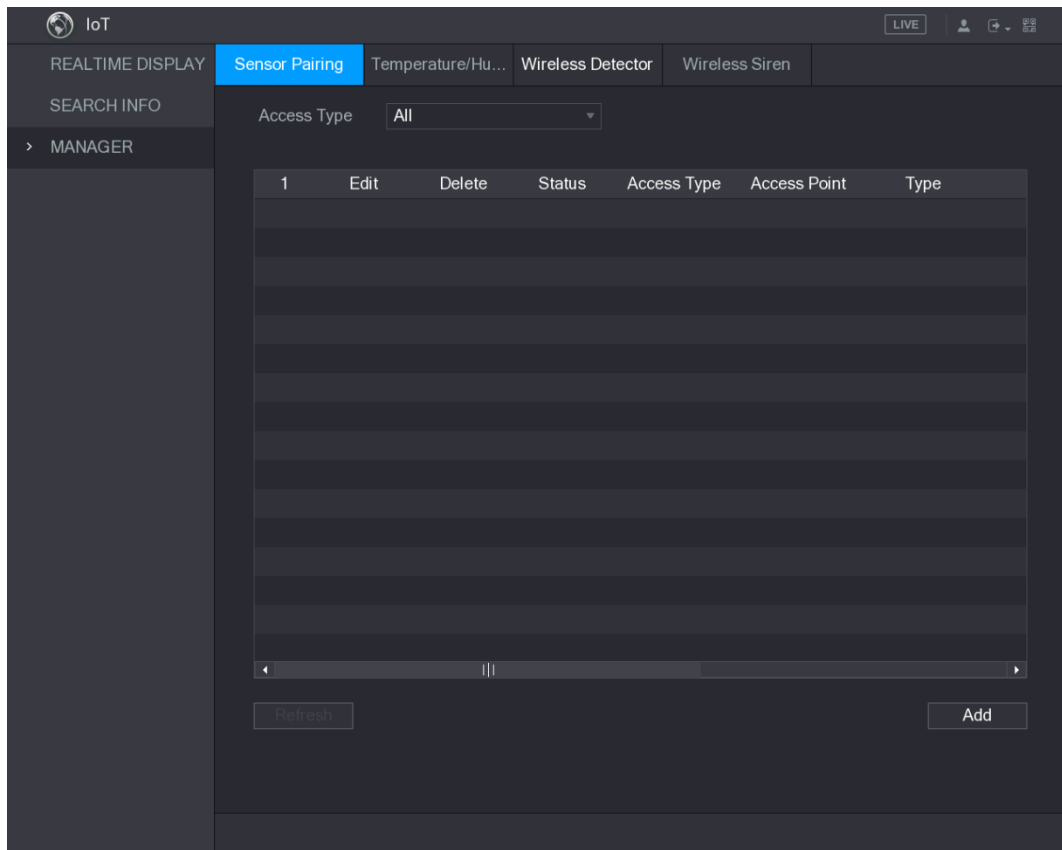 IoT
LIVE
REALTIME DISPLAY
SEARCH INFO
MANAGER
Sensor Pairing
Temperature/Hu...
Wireless Detector
Wireless Siren
Access Type
All
1 Edit Delete Status Access Type Access Point Type
Refresh
Add